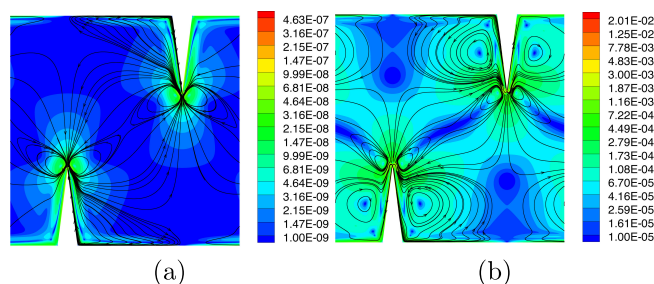 4.63E-07
3.16E-07
2.15E-07
1.47E-07
9.99E-08
6.81E-08
4.64E-08
3.16E-08
2.15E-08
1.47E-08
9.99E-09
6.81E-09
4.64E-09
3.16E-09
2.15E-09
1.47E-09
1.00E-09
2.01E-02
1.25E-02
7.78E-03
4.83E-03
3.00E-03
1.87E-03
1.16E-03
7.22E-04
4.49E-04
2.79E-04
1.73E-04
1.08E-04
6.70E-05
4.16E-05
2.59E-05
1.61E-05
1.00E-05
(a)
(b)